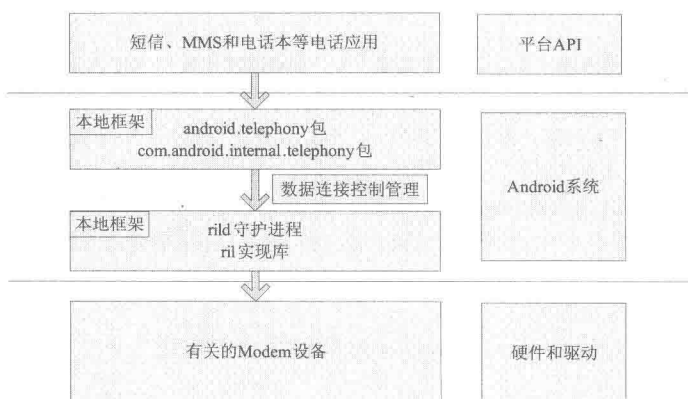 短信、MMS和电话本等电话应用
平台API
本地框架
android.telephony包
com.android.internal.telephony包
数据连接控制管理
Android系统
本地框架
rild守护进程
ril实现库
有关的Modem设备
硬件和驱动